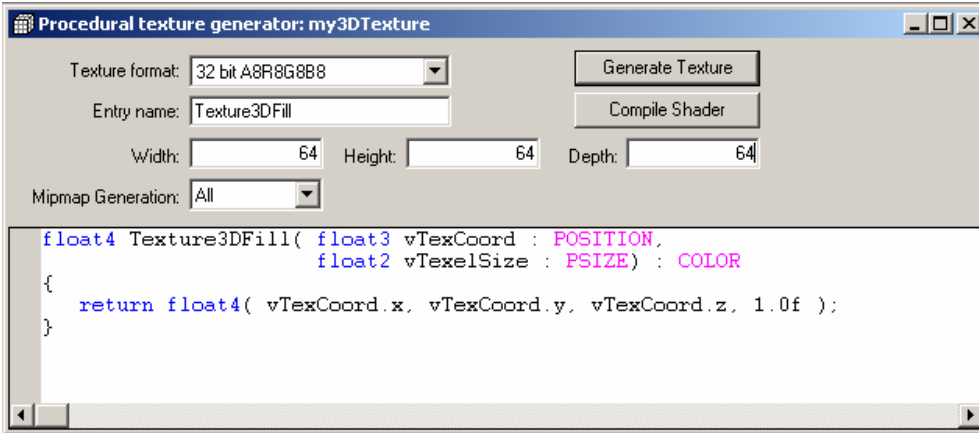 Procedural texture generator: my3DTexture
Texture format: 32 bit A8R8G8B8 Generate Texture
Entry name: Texture3DFill Compile Shader
Width: 64 Height: 64 Depth: 64
Mipmap Generation: All
float4 Texture3DFill( float3 vTexCoord : POSITION,
float2 vTexelSize : PSIZE) : COLOR
{
return float4( vTexCoord.x, vTexCoord.y, vTexCoord.z, 1.0f );
}